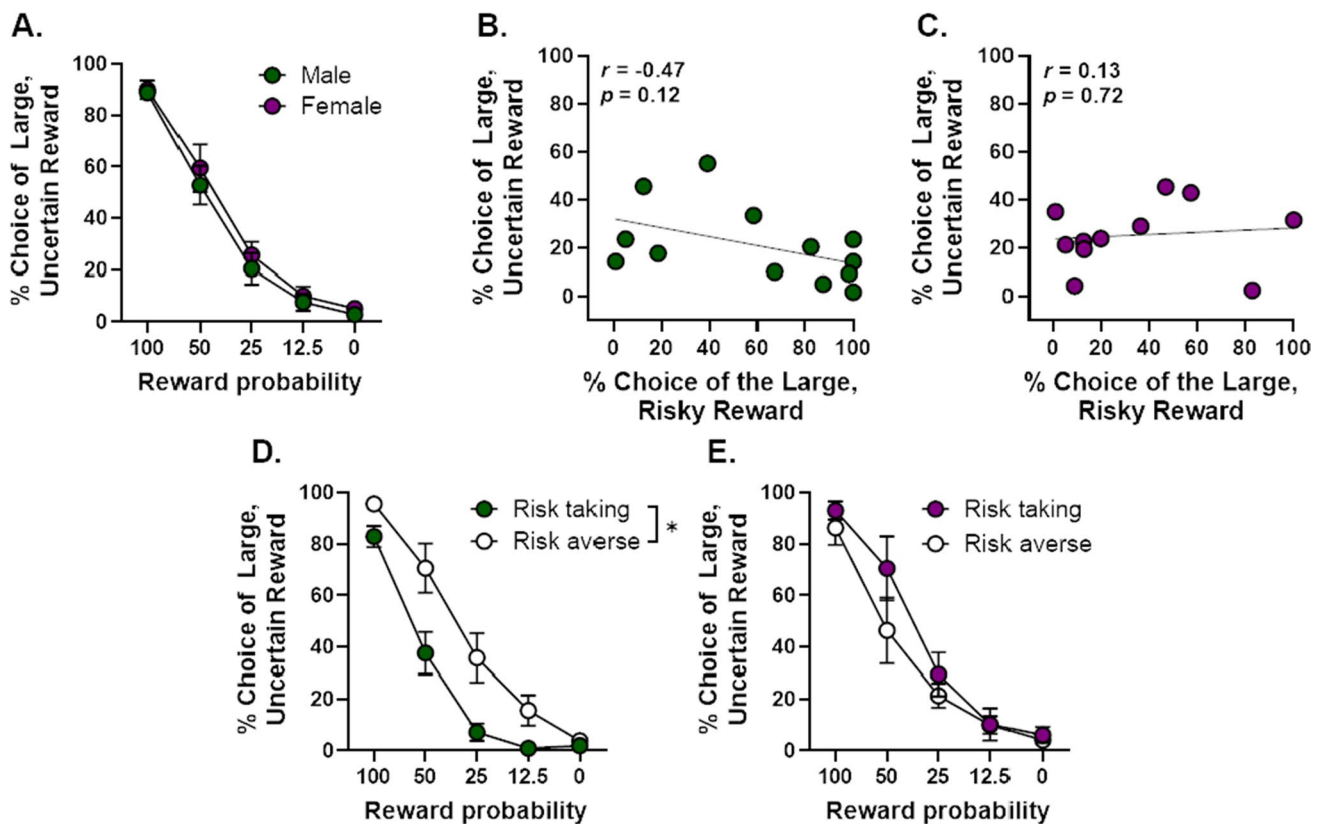 A.
% Choice of Large,
Uncertain Reward
100
80
60
40
20
0
Male
Female
100 50 25 12.5 0
Reward probability
B.
% Choice of Large,
Uncertain Reward
100
80
60
40
20
0
r = -0.47
p = 0.12
0 20 40 60 80 100
% Choice of the Large,
Risky Reward
C.
% Choice of Large,
Uncertain Reward
100
80
60
40
20
0
r = 0.13
p = 0.72
0 20 40 60 80 100
% Choice of the Large,
Risky Reward
D.
% Choice of Large,
Uncertain Reward
100
80
60
40
20
0
Risk taking
Risk averse
*
100 50 25 12.5 0
Reward probability
E.
% Choice of Large,
Uncertain Reward
100
80
60
40
20
0
Risk taking
Risk averse
100 50 25 12.5 0
Reward probability